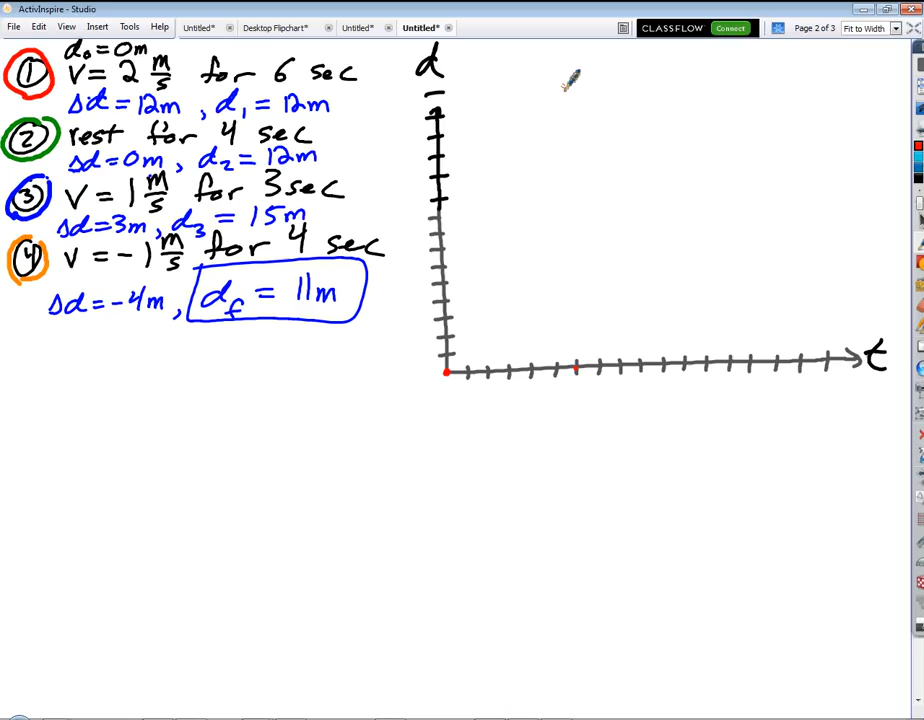 ActivInspire - Studio
File Edit View Insert Tools Help Untitled* Desktop Flipchart* Untitled* Untitled* CLASSFLOW Connect Page 2 of 3 Fit to Width
d₀ = 0m
① V = 2 m/s for 6 sec
Δd = 12m , d₁ = 12m
② rest for 4 sec
Δd = 0m , d₂ = 12m
③ V = 1 m/s for 3 sec
Δd = 3m , d₃ = 15m
④ V = -1 m/s for 4 sec
Δd = -4m , d_f = 11m
d
t